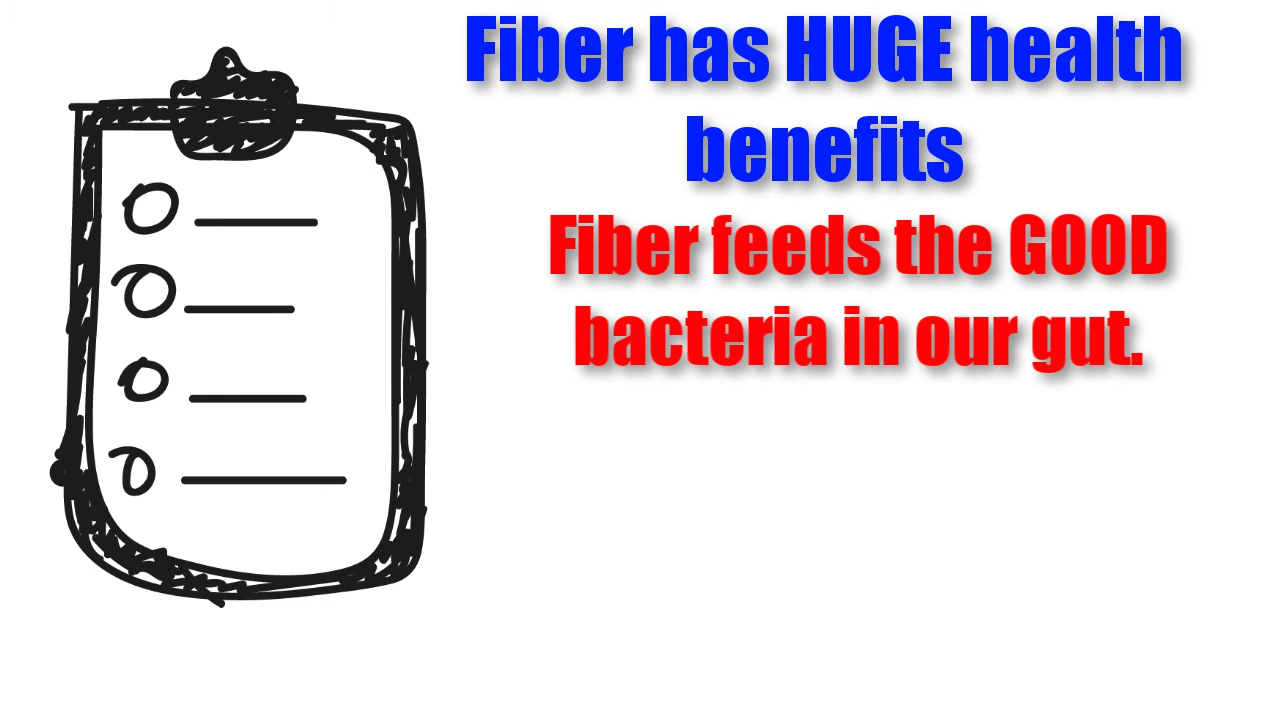 Fiber has HUGE health
benefits
Fiber feeds the GOOD
bacteria in our gut.